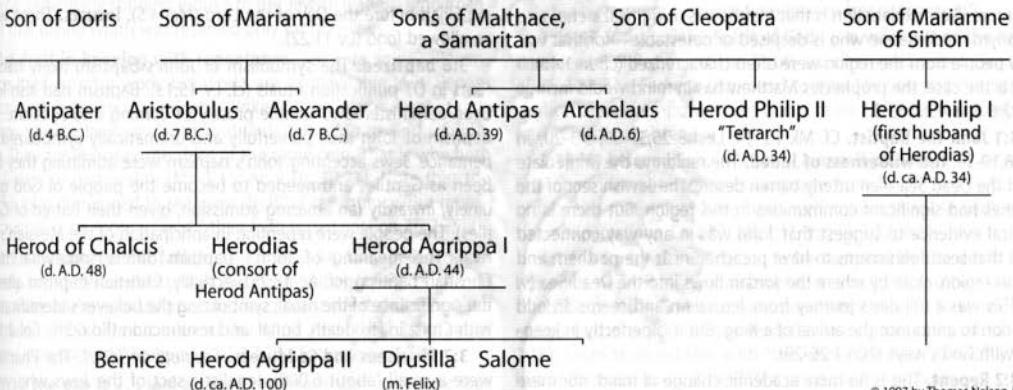 Son of Doris Sons of Mariamne Sons of Malthace, Son of Cleopatra Son of Mariamne
a Samaritan of Simon
Antipater Aristobulus Alexander Herod Antipas Archelaus Herod Philip II Herod Philip I
(d. 4 B.C.) (d. 7 B.C.) (d. 7 B.C.) (d. A.D. 39) (d. A.D. 6) "Tetrarch" (first husband
(d. A.D. 34) of Herodias)
(d. ca. A.D. 34)
Herod of Chalcis Herodias Herod Agrippa I
(d. A.D. 48) (consort of (d. A.D. 44)
Herod Antipas)
Bernice Herod Agrippa II Drusilla Salome
(d. ca. A.D. 100) (m. Felix)